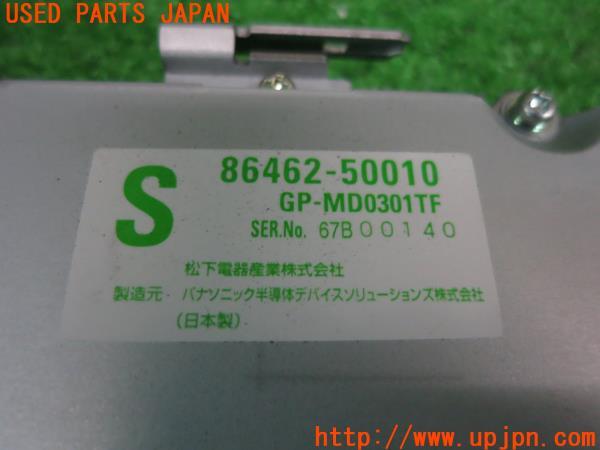 USED PARTS JAPAN
S
86462-50010
GP-MD0301TF
SER.No. 67B00140
松下電器産業株式会社
製造元. パナソニック半導体デバイスソリューションズ株式会社
(日本製)
UPJ
http://www.upjpn.com/